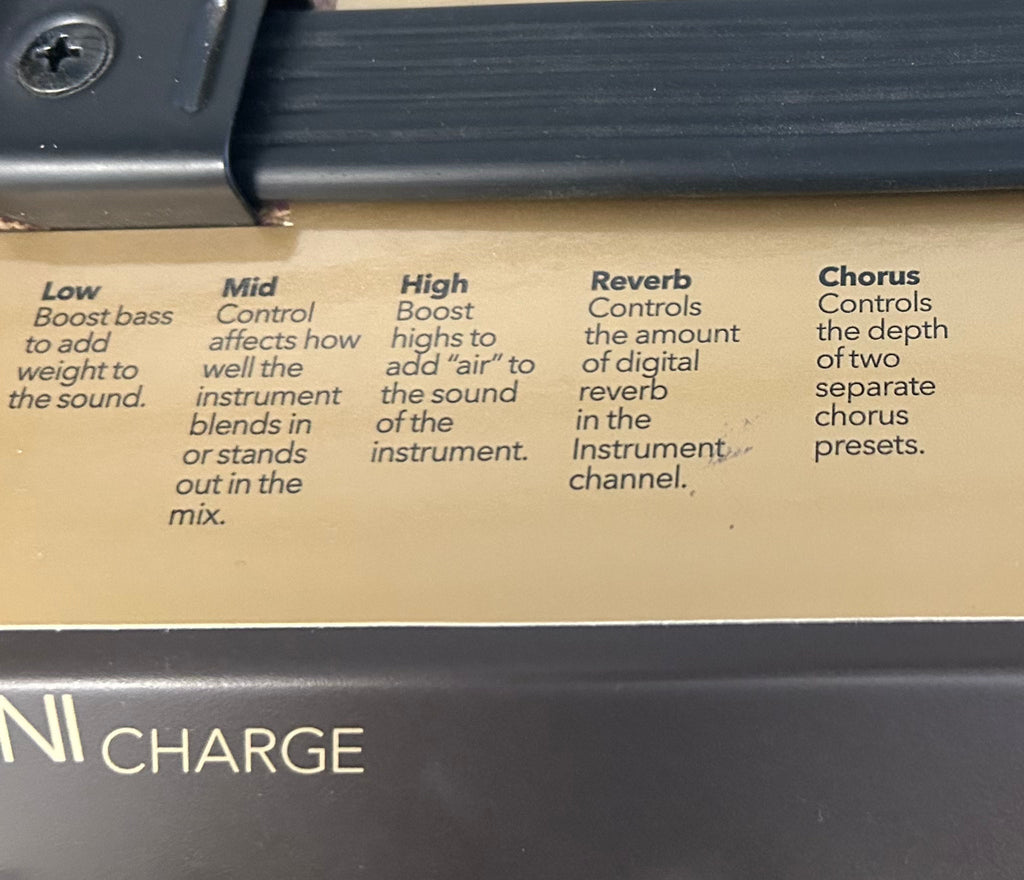 Low
Boost bass
to add
weight to
the sound.
Mid
Control
affects how
well the
instrument
blends in
or stands
out in the
mix.
High
Boost
highs to
add “air” to
the sound
of the
instrument.
Reverb
Controls
the amount
of digital
reverb
in the
Instrument
channel.
Chorus
Controls
the depth
of two
separate
chorus
presets.
NI CHARGE